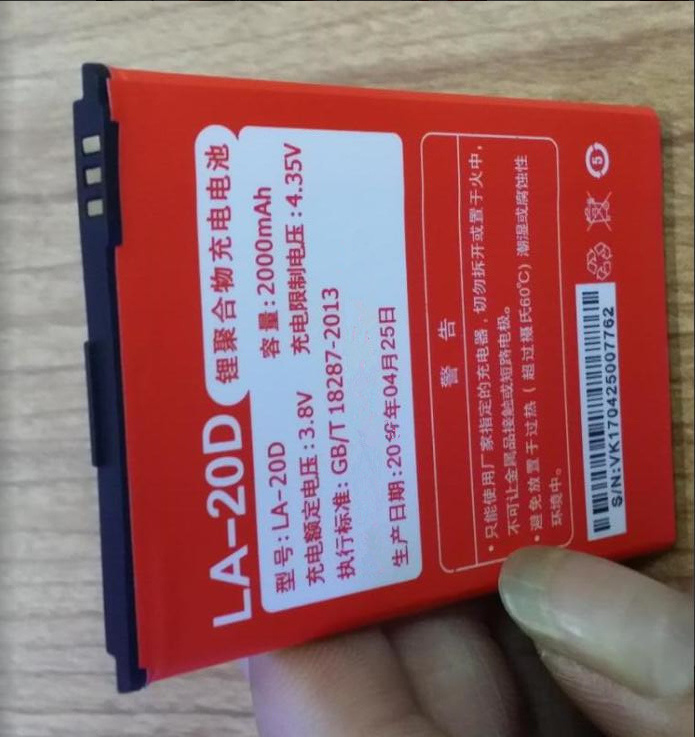 LA-20D 锂聚合物充电电池
型号:LA-20D 容量:2000mAh
充电额定电压:3.8V 充电限制电压:4.35V
执行标准:GB/T 18287-2013
生产日期:20 年04月25日
警 告
•只能使用厂家指定的充电器,切勿拆开或置于火中,
不可让金属品接触或短路电极。
•避免放置于过热(超过摄氏60℃)潮湿或腐蚀性
环境中。
5
S/N:VK170425007762